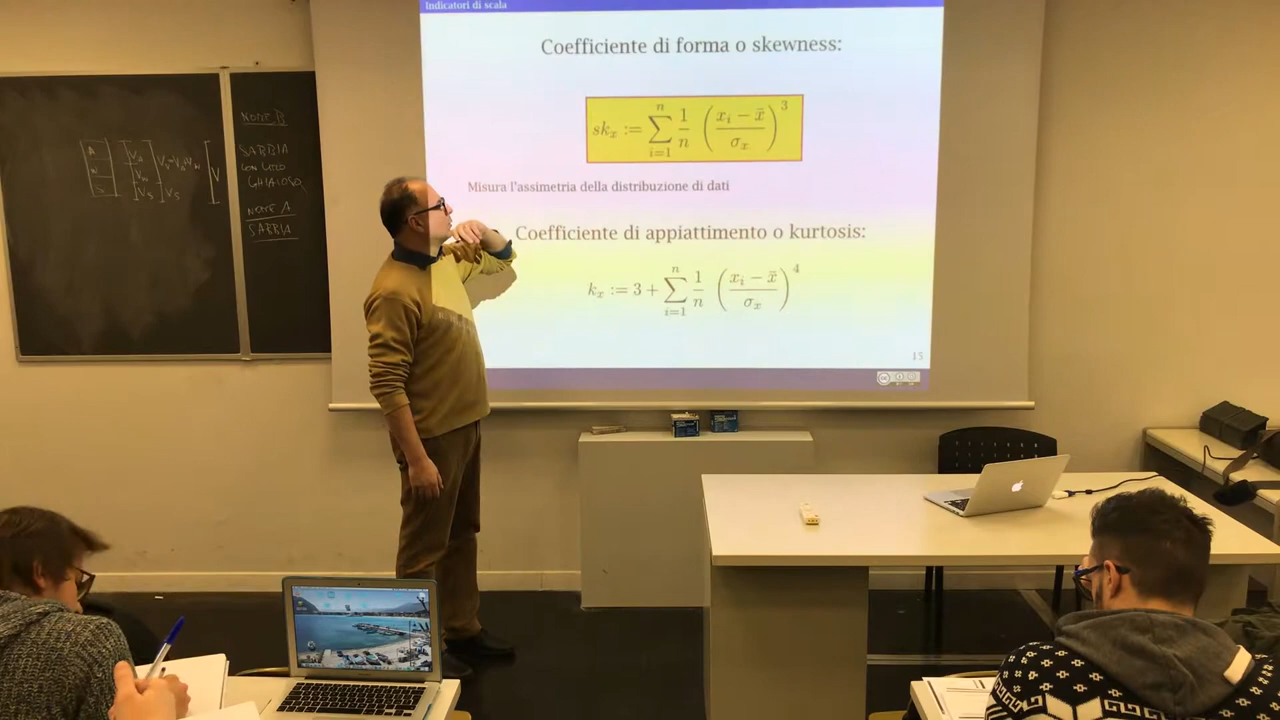 Indicatori di scala
Coefficiente di forma o skewness:
sk_x := \sum_{i=1}^{n} \frac{1}{n} \left( \frac{x_i - \bar{x}}{\sigma_x} \right)^3
Misura l'assimetria della distribuzione di dati
Coefficiente di appiattimento o kurtosis:
k_x := 3 + \sum_{i=1}^{n} \frac{1}{n} \left( \frac{x_i - \bar{x}}{\sigma_x} \right)^4
15
SABBIA
GHIAIOSA
SABBIA